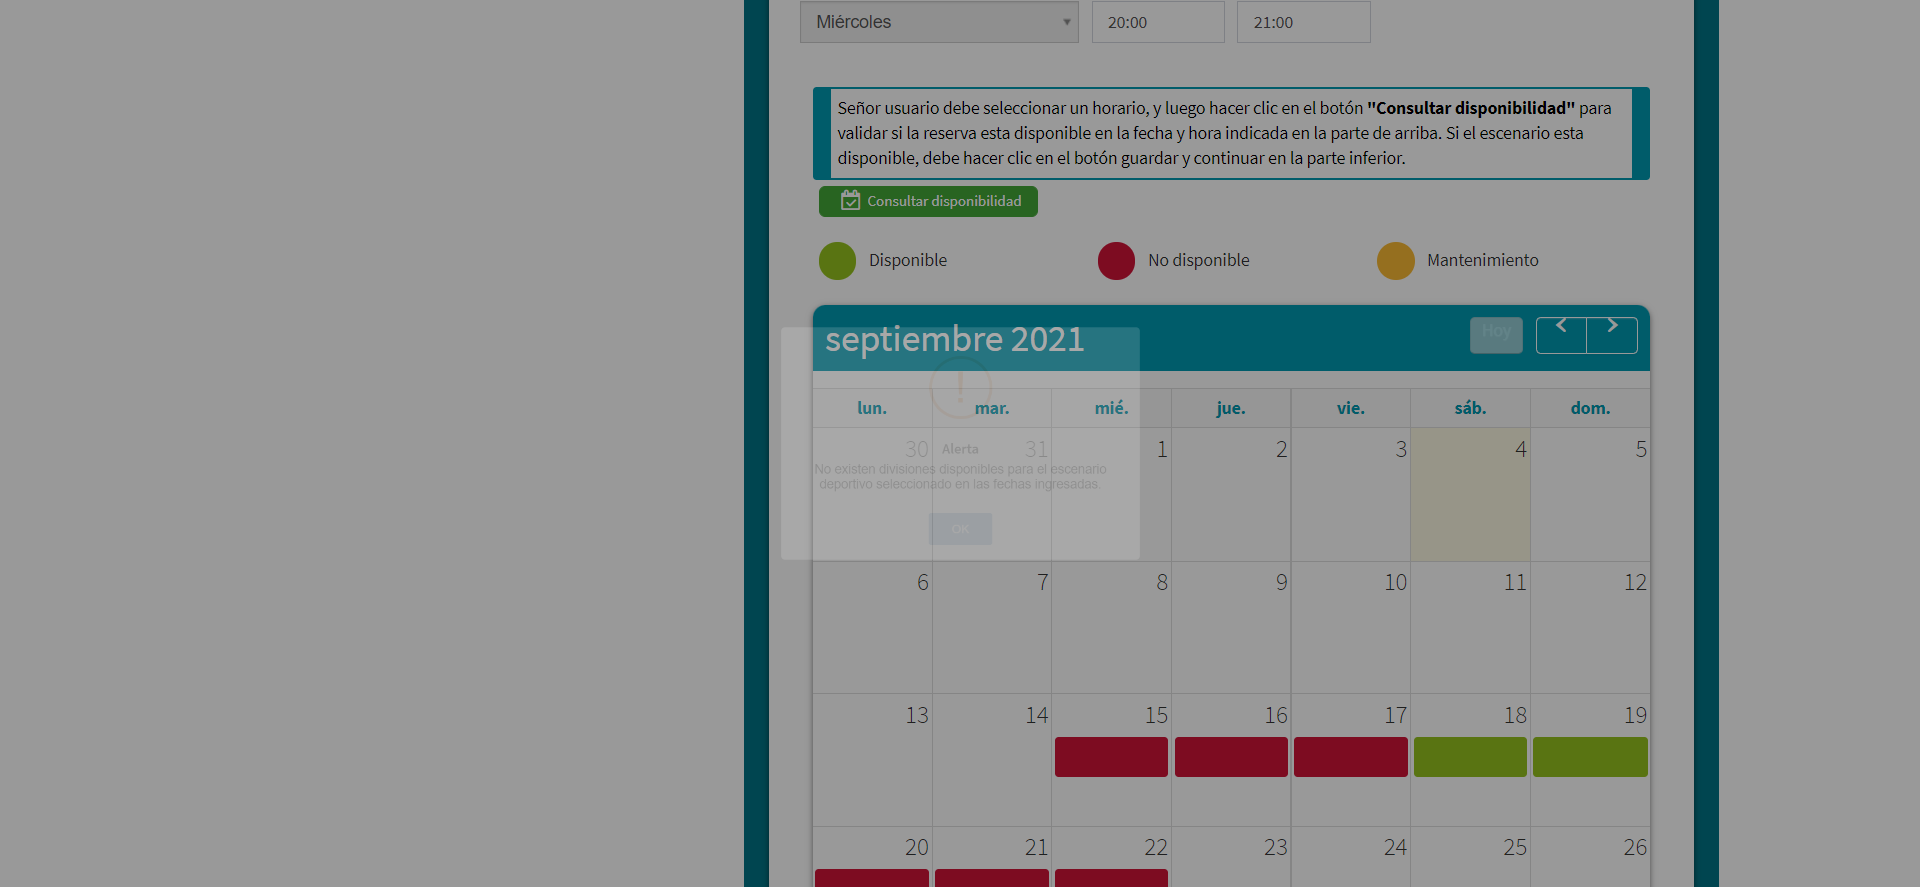 Miércoles 20:00 21:00
Señor usuario debe seleccionar un horario, y luego hacer clic en el botón "Consultar disponibilidad" para
validar si la reserva esta disponible en la fecha y hora indicada en la parte de arriba. Si el escenario esta
disponible, debe hacer clic en el botón guardar y continuar en la parte inferior.
Consultar disponibilidad
Disponible No disponible Mantenimiento
septiembre 2021 Hoy
lun. mar. mié. jue. vie. sáb. dom.
30 31 1 2 3 4 5
Alerta
No existen divisiones disponibles para el escenario
deportivo seleccionado en las fechas ingresadas.
OK
6 7 8 9 10 11 12
13 14 15 16 17 18 19
20 21 22 23 24 25 26